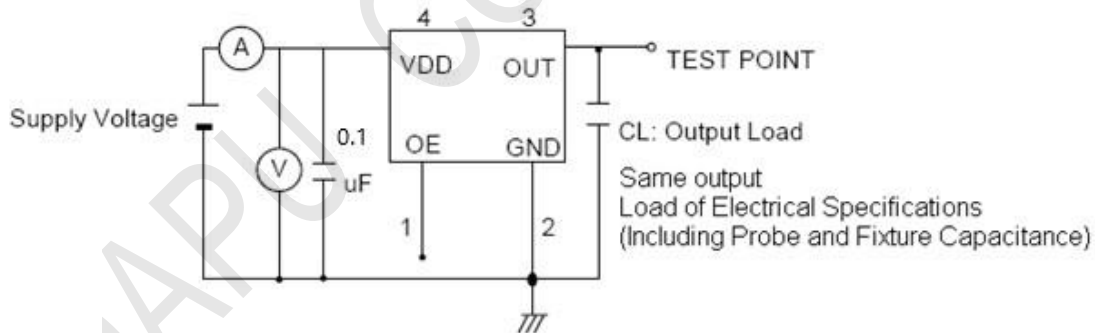 4 3
A
VDD OUT
TEST POINT
Supply Voltage
V
0.1
uF
OE GND
CL: Output Load
Same output
Load of Electrical Specifications
(Including Probe and Fixture Capacitance)
1 2